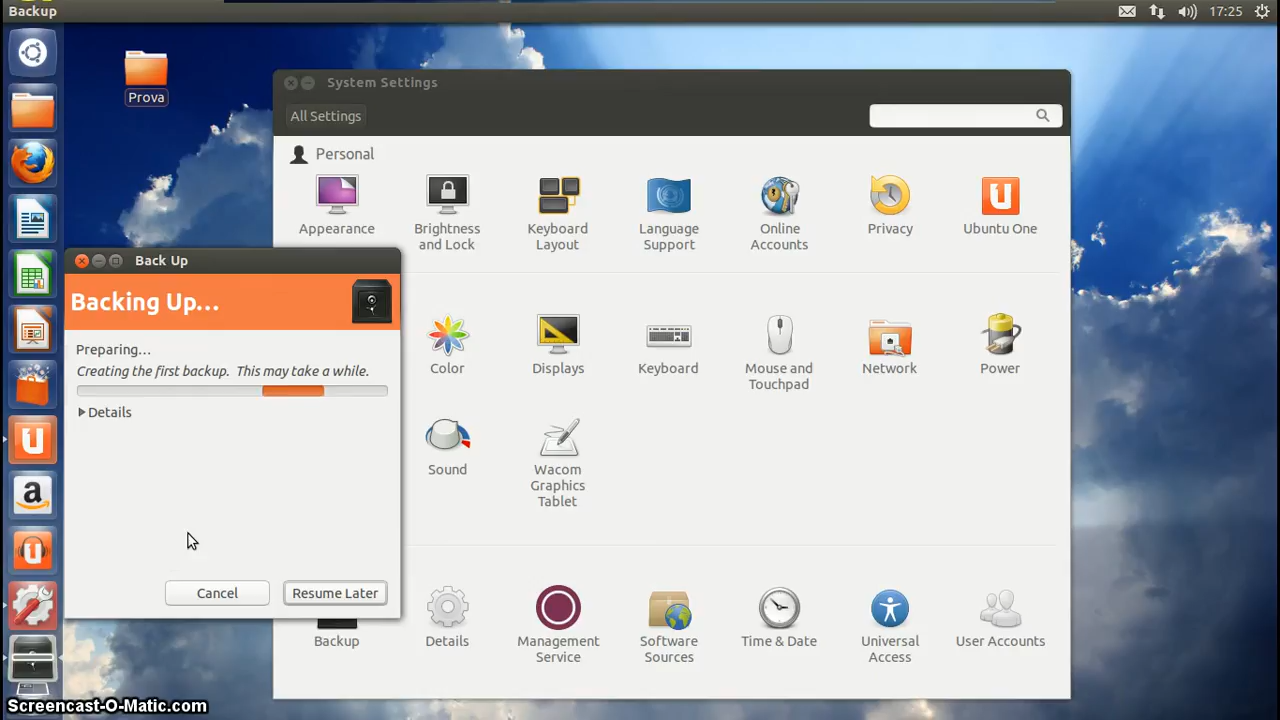 Backup
17:25
Prova
System Settings
All Settings
Personal
Appearance
Brightness and Lock
Keyboard Layout
Language Support
Online Accounts
Privacy
Ubuntu One
Back Up
Backing Up...
Preparing...
Creating the first backup.  This may take a while.
Details
Cancel
Resume Later
Color
Displays
Keyboard
Mouse and Touchpad
Network
Power
Sound
Wacom Graphics Tablet
Backup
Details
Management Service
Software Sources
Time & Date
Universal Access
User Accounts
Screencast-O-Matic.com